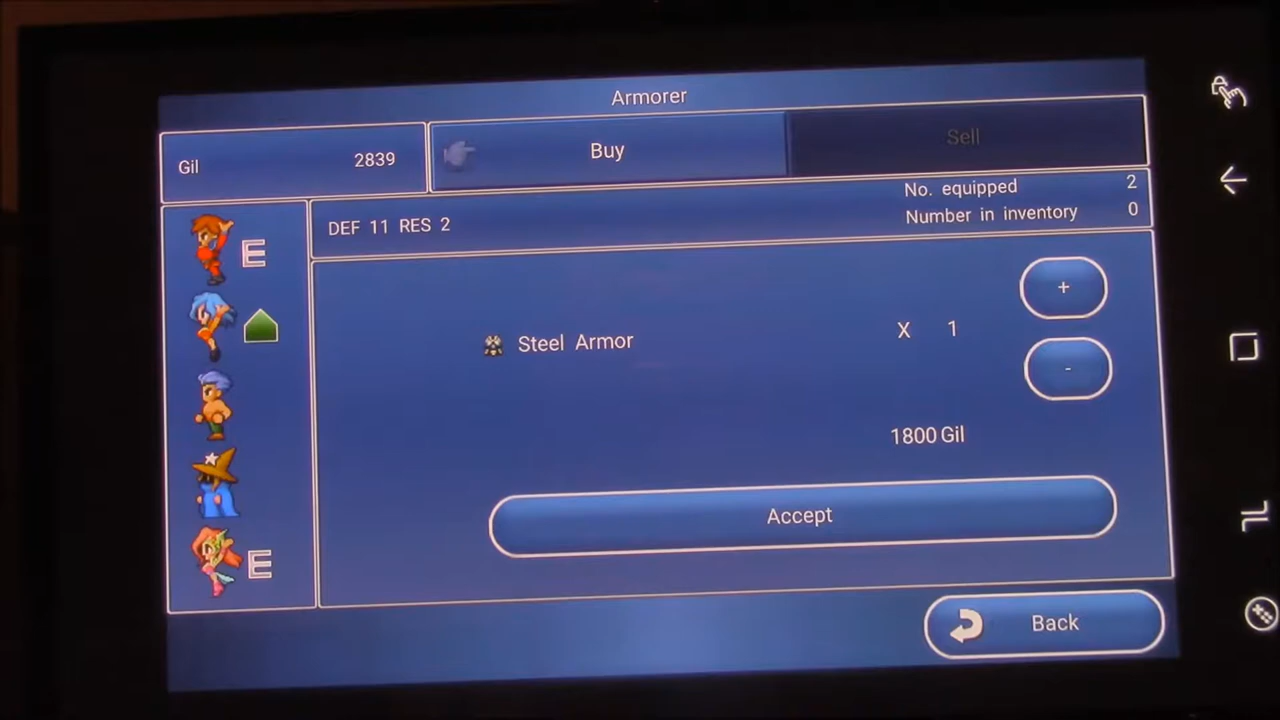 Armorer
Gil 2839
Buy
Sell
DEF 11 RES 2
No. equipped 2
Number in inventory 0
E
+
Steel Armor X 1
-
1800 Gil
Accept
E
Back